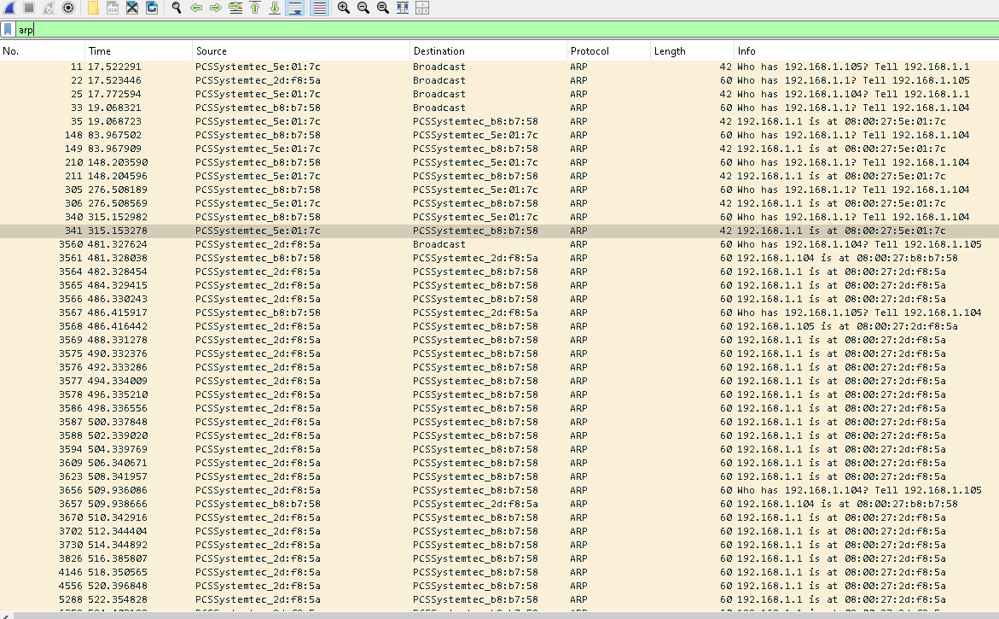 arp
No. Time Source Destination Protocol Length Info
11 17.522291 PCSSystemtec_5e:01:7c Broadcast ARP 42 Who has 192.168.1.105? Tell 192.168.1.1
22 17.523446 PCSSystemtec_2d:f8:5a Broadcast ARP 60 Who has 192.168.1.1? Tell 192.168.1.105
25 17.772594 PCSSystemtec_5e:01:7c Broadcast ARP 42 Who has 192.168.1.104? Tell 192.168.1.1
33 19.068321 PCSSystemtec_b8:b7:58 Broadcast ARP 60 Who has 192.168.1.1? Tell 192.168.1.104
35 19.068723 PCSSystemtec_5e:01:7c PCSSystemtec_b8:b7:58 ARP 42 192.168.1.1 is at 08:00:27:5e:01:7c
148 83.967502 PCSSystemtec_b8:b7:58 PCSSystemtec_5e:01:7c ARP 60 Who has 192.168.1.1? Tell 192.168.1.104
149 83.967909 PCSSystemtec_5e:01:7c PCSSystemtec_b8:b7:58 ARP 42 192.168.1.1 is at 08:00:27:5e:01:7c
210 148.203590 PCSSystemtec_b8:b7:58 PCSSystemtec_5e:01:7c ARP 60 Who has 192.168.1.1? Tell 192.168.1.104
211 148.204596 PCSSystemtec_5e:01:7c PCSSystemtec_b8:b7:58 ARP 42 192.168.1.1 is at 08:00:27:5e:01:7c
305 276.508189 PCSSystemtec_b8:b7:58 PCSSystemtec_5e:01:7c ARP 60 Who has 192.168.1.1? Tell 192.168.1.104
306 276.508569 PCSSystemtec_5e:01:7c PCSSystemtec_b8:b7:58 ARP 42 192.168.1.1 is at 08:00:27:5e:01:7c
340 315.152982 PCSSystemtec_b8:b7:58 PCSSystemtec_5e:01:7c ARP 60 Who has 192.168.1.1? Tell 192.168.1.104
341 315.153278 PCSSystemtec_5e:01:7c PCSSystemtec_b8:b7:58 ARP 42 192.168.1.1 is at 08:00:27:5e:01:7c
3560 481.327624 PCSSystemtec_2d:f8:5a Broadcast ARP 60 Who has 192.168.1.104? Tell 192.168.1.105
3561 481.328038 PCSSystemtec_b8:b7:58 PCSSystemtec_2d:f8:5a ARP 60 192.168.1.104 is at 08:00:27:b8:b7:58
3564 482.328454 PCSSystemtec_2d:f8:5a PCSSystemtec_b8:b7:58 ARP 60 192.168.1.1 is at 08:00:27:2d:f8:5a
3565 484.329415 PCSSystemtec_2d:f8:5a PCSSystemtec_b8:b7:58 ARP 60 192.168.1.1 is at 08:00:27:2d:f8:5a
3566 486.330243 PCSSystemtec_2d:f8:5a PCSSystemtec_b8:b7:58 ARP 60 192.168.1.1 is at 08:00:27:2d:f8:5a
3567 486.415917 PCSSystemtec_b8:b7:58 PCSSystemtec_2d:f8:5a ARP 60 Who has 192.168.1.105? Tell 192.168.1.104
3568 486.416442 PCSSystemtec_2d:f8:5a PCSSystemtec_b8:b7:58 ARP 60 192.168.1.105 is at 08:00:27:2d:f8:5a
3569 488.331278 PCSSystemtec_2d:f8:5a PCSSystemtec_b8:b7:58 ARP 60 192.168.1.1 is at 08:00:27:2d:f8:5a
3575 490.332376 PCSSystemtec_2d:f8:5a PCSSystemtec_b8:b7:58 ARP 60 192.168.1.1 is at 08:00:27:2d:f8:5a
3576 492.333286 PCSSystemtec_2d:f8:5a PCSSystemtec_b8:b7:58 ARP 60 192.168.1.1 is at 08:00:27:2d:f8:5a
3577 494.334009 PCSSystemtec_2d:f8:5a PCSSystemtec_b8:b7:58 ARP 60 192.168.1.1 is at 08:00:27:2d:f8:5a
3578 496.335210 PCSSystemtec_2d:f8:5a PCSSystemtec_b8:b7:58 ARP 60 192.168.1.1 is at 08:00:27:2d:f8:5a
3586 498.336556 PCSSystemtec_2d:f8:5a PCSSystemtec_b8:b7:58 ARP 60 192.168.1.1 is at 08:00:27:2d:f8:5a
3587 500.337848 PCSSystemtec_2d:f8:5a PCSSystemtec_b8:b7:58 ARP 60 192.168.1.1 is at 08:00:27:2d:f8:5a
3588 502.339020 PCSSystemtec_2d:f8:5a PCSSystemtec_b8:b7:58 ARP 60 192.168.1.1 is at 08:00:27:2d:f8:5a
3594 504.339769 PCSSystemtec_2d:f8:5a PCSSystemtec_b8:b7:58 ARP 60 192.168.1.1 is at 08:00:27:2d:f8:5a
3609 506.340671 PCSSystemtec_2d:f8:5a PCSSystemtec_b8:b7:58 ARP 60 192.168.1.1 is at 08:00:27:2d:f8:5a
3623 508.341957 PCSSystemtec_2d:f8:5a PCSSystemtec_b8:b7:58 ARP 60 192.168.1.1 is at 08:00:27:2d:f8:5a
3656 509.936086 PCSSystemtec_2d:f8:5a PCSSystemtec_b8:b7:58 ARP 60 Who has 192.168.1.104? Tell 192.168.1.105
3657 509.938666 PCSSystemtec_b8:b7:58 PCSSystemtec_2d:f8:5a ARP 60 192.168.1.104 is at 08:00:27:b8:b7:58
3670 510.342916 PCSSystemtec_2d:f8:5a PCSSystemtec_b8:b7:58 ARP 60 192.168.1.1 is at 08:00:27:2d:f8:5a
3702 512.344404 PCSSystemtec_2d:f8:5a PCSSystemtec_b8:b7:58 ARP 60 192.168.1.1 is at 08:00:27:2d:f8:5a
3730 514.344892 PCSSystemtec_2d:f8:5a PCSSystemtec_b8:b7:58 ARP 60 192.168.1.1 is at 08:00:27:2d:f8:5a
3826 516.385807 PCSSystemtec_2d:f8:5a PCSSystemtec_b8:b7:58 ARP 60 192.168.1.1 is at 08:00:27:2d:f8:5a
4146 518.350565 PCSSystemtec_2d:f8:5a PCSSystemtec_b8:b7:58 ARP 60 192.168.1.1 is at 08:00:27:2d:f8:5a
4556 520.396848 PCSSystemtec_2d:f8:5a PCSSystemtec_b8:b7:58 ARP 60 192.168.1.1 is at 08:00:27:2d:f8:5a
5288 522.354828 PCSSystemtec_2d:f8:5a PCSSystemtec_b8:b7:58 ARP 60 192.168.1.1 is at 08:00:27:2d:f8:5a